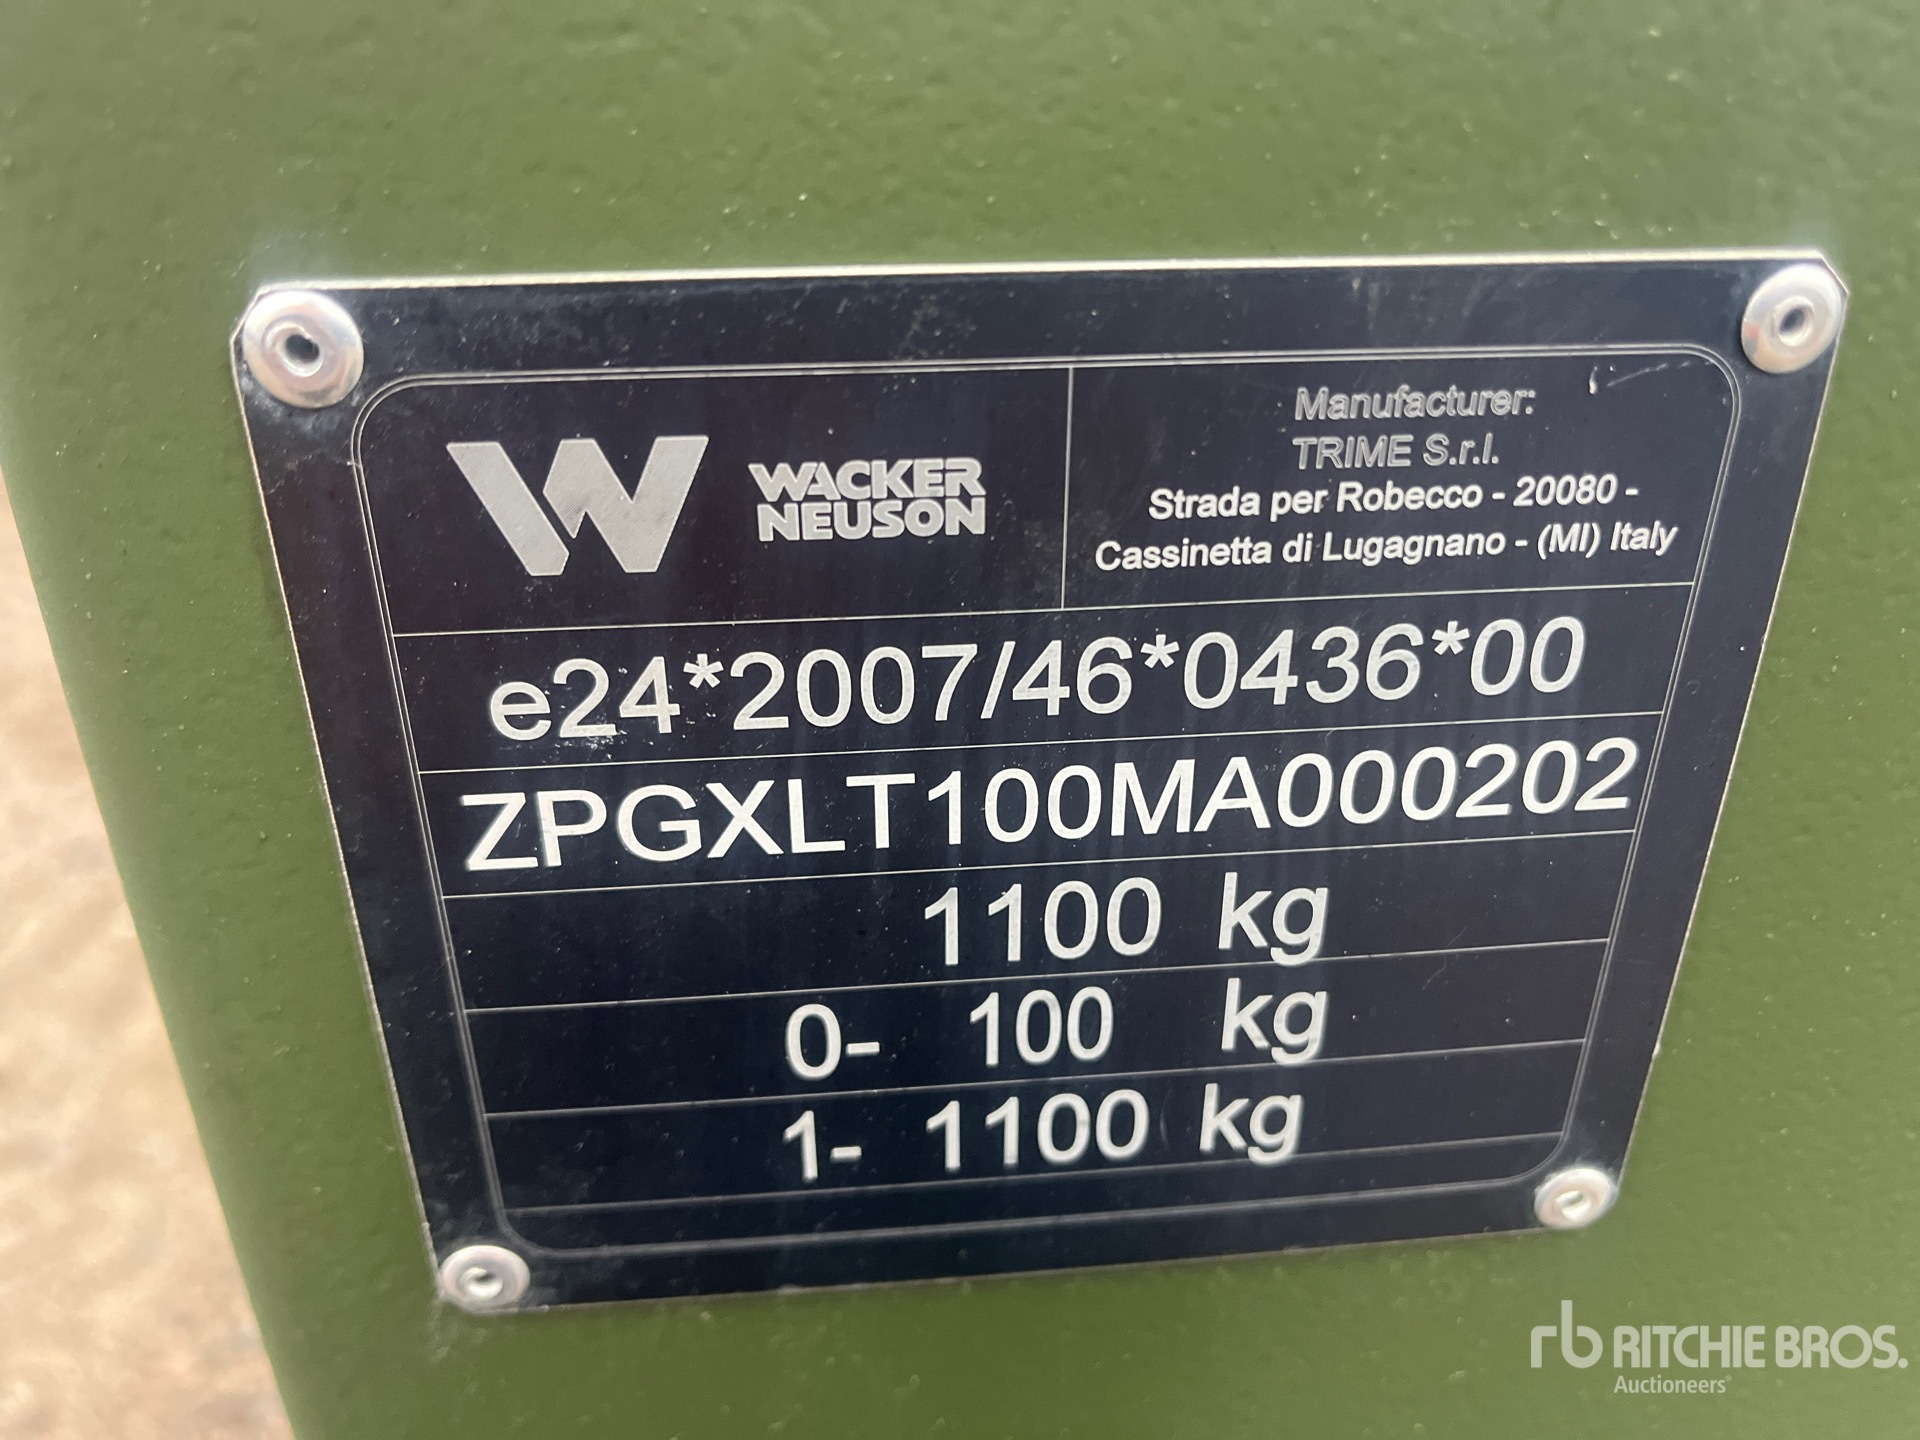 WACKER
NEUSON
Manufacturer:
TRIME S.r.l.
Strada per Robecco - 20080 -
Cassinetta di Lugagnano - (MI) Italy
e24*2007/46*0436*00
ZPGXLT100MA000202
1100 kg
0- 100 kg
1- 1100 kg
rb RITCHIE BROS.
Auctioneers